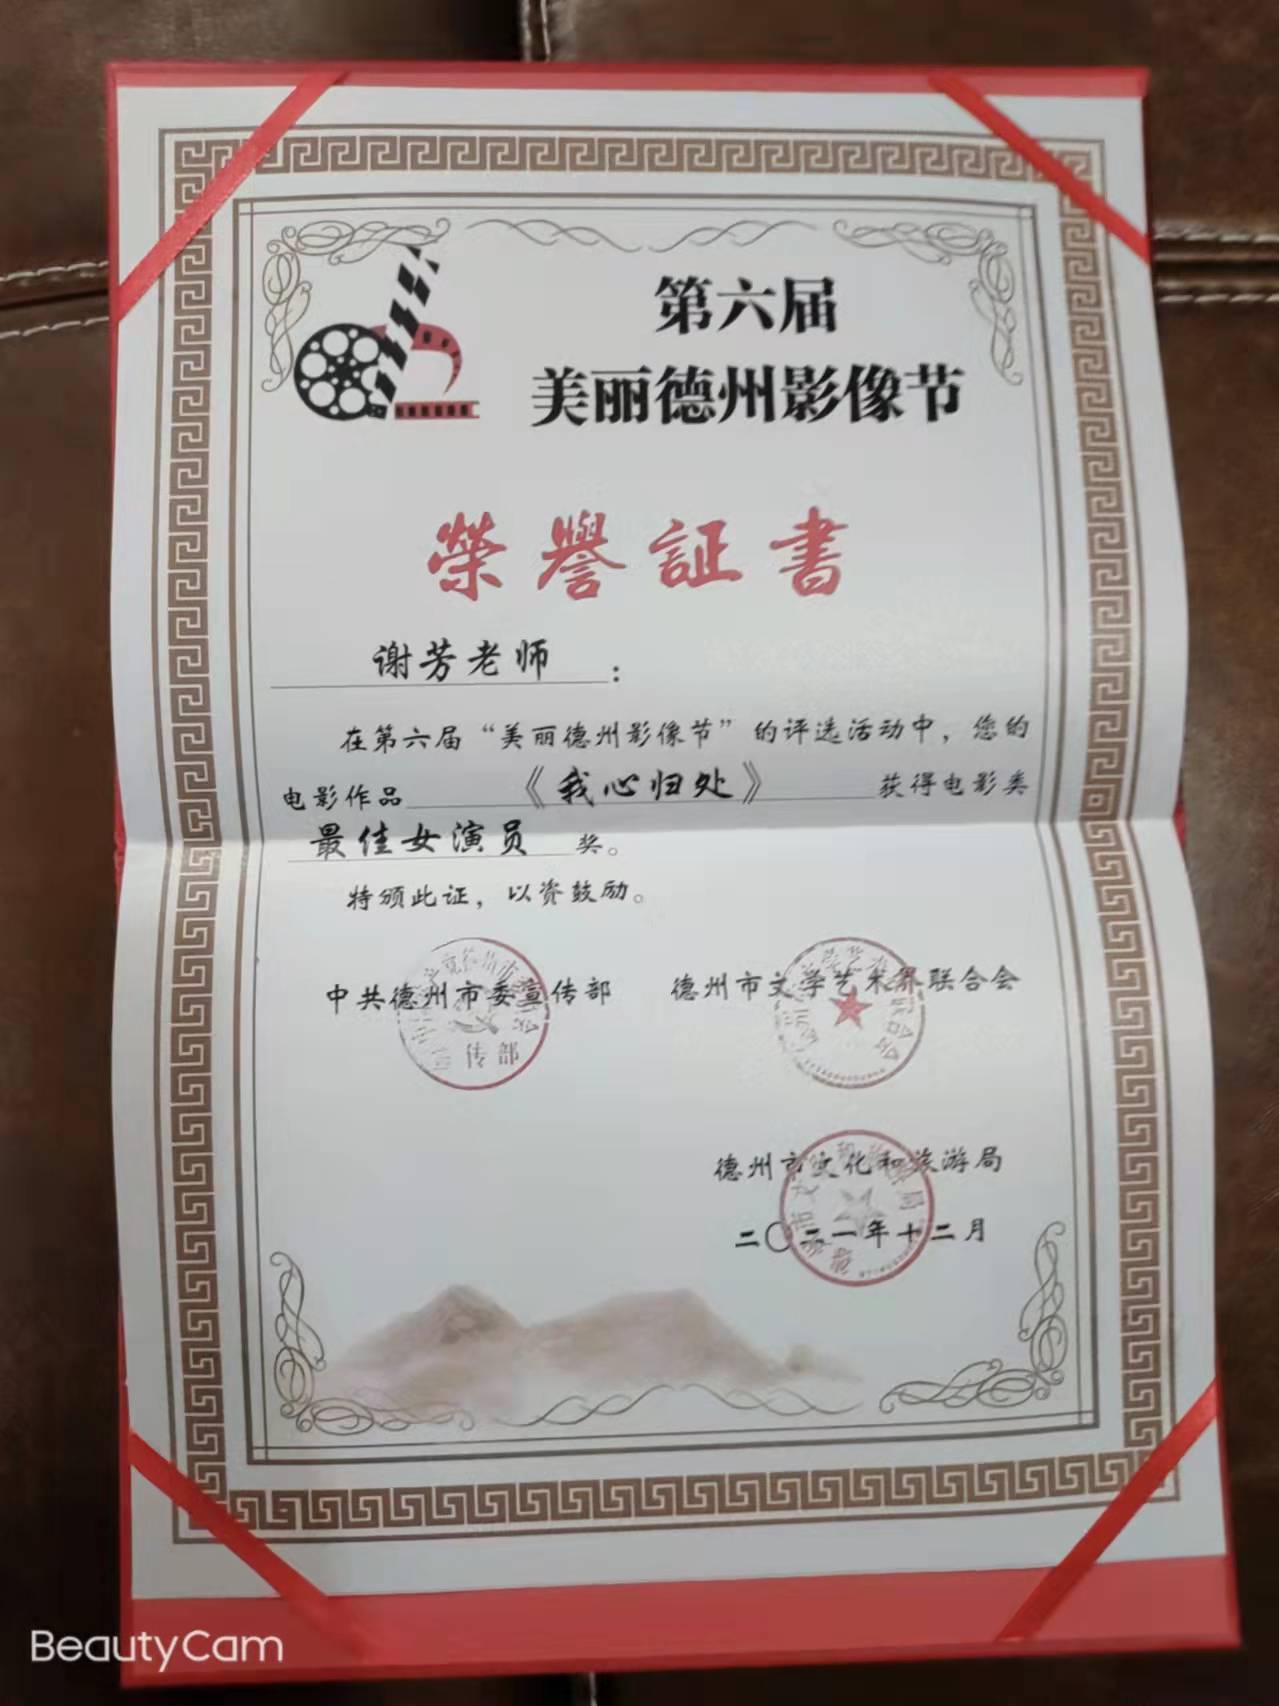 第六届
美丽德州影像节
榮譽証書
谢芳老师：
在第六届“美丽德州影像节”的评选活动中，您的
电影作品《我心归处》获得电影类
最佳女演员奖。
特颁此证，以资鼓励。
中共德州市委宣传部 德州市文学艺术界联合会
传部
德州市文化和旅游局
二〇二一年十二月
BeautyCam